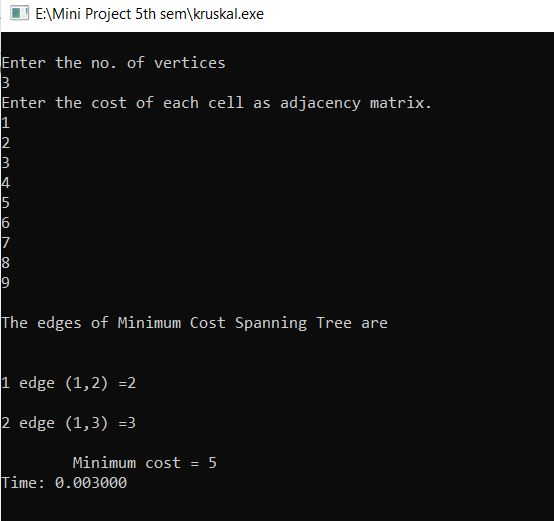 E:\Mini Project 5th sem\kruskal.exe
Enter the no. of vertices
3
Enter the cost of each cell as adjacency matrix.
1
2
3
4
5
6
7
8
9
The edges of Minimum Cost Spanning Tree are
1 edge (1,2) =2
2 edge (1,3) =3
Minimum cost = 5
Time: 0.003000